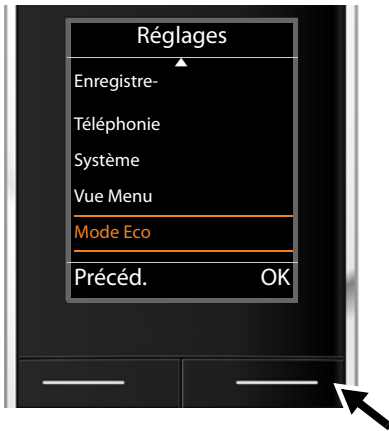 Réglages
Enregistre-
Téléphonie
Système
Vue Menu
Mode Eco
Précéd. OK